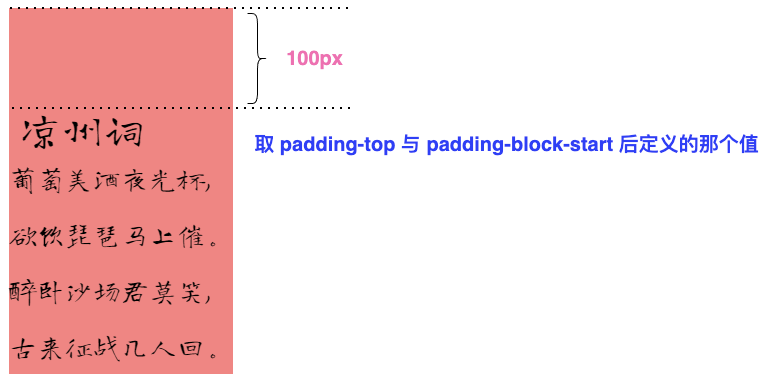 100px
凉州词
取 padding-top 与 padding-block-start 后定义的那个值
葡萄美酒夜光杯,
欲饮琵琶马上催。
醉卧沙场君莫笑,
古来征战几人回。